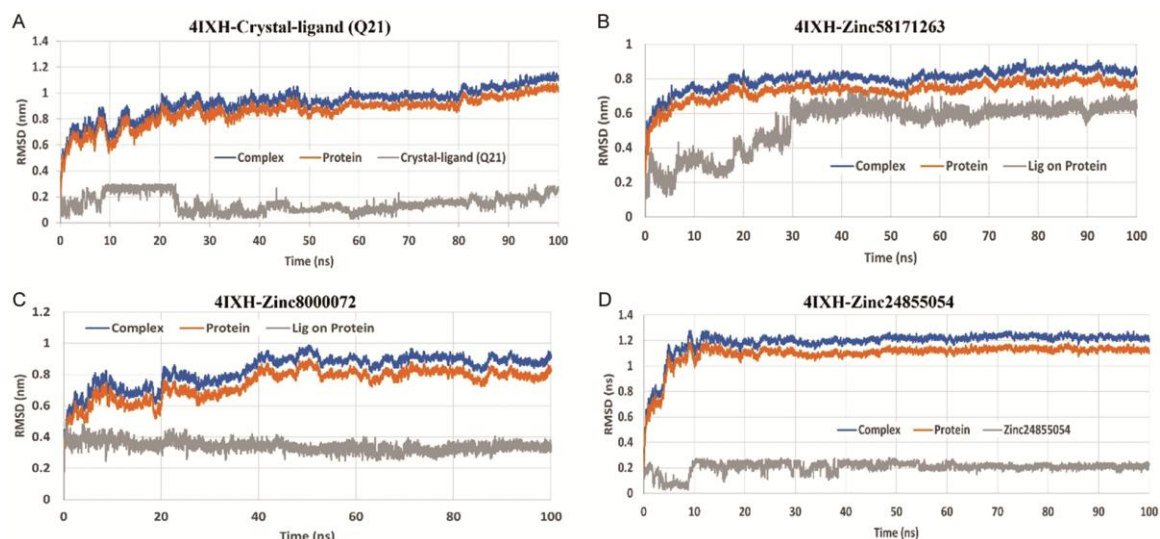 A
4IXH-Crystal-ligand (Q21)
1.4
1.2
1
0.8
0.6
0.4
0.2
0
RMSD (nm)
Complex Protein Crystal-ligand (Q21)
0 10 20 30 40 50 60 70 80 90 100
Time (ns)
B
4IXH-Zinc58171263
1
0.8
0.6
0.4
0.2
0
RMSD (nm)
Complex Protein Lig on Protein
0 10 20 30 40 50 60 70 80 90 100
Time (ns)
C
4IXH-Zinc8000072
1.2
1
0.8
0.6
0.4
0.2
0
RMSD (nm)
Complex Protein Lig on Protein
0 20 40 60 80 100
Time (ns)
D
4IXH-Zinc24855054
1.4
1.2
1.0
0.8
0.6
0.4
0.2
0
RMSD (ns)
Complex Protein Zinc24855054
0 10 20 30 40 50 60 70 80 90 100
Time (ns)